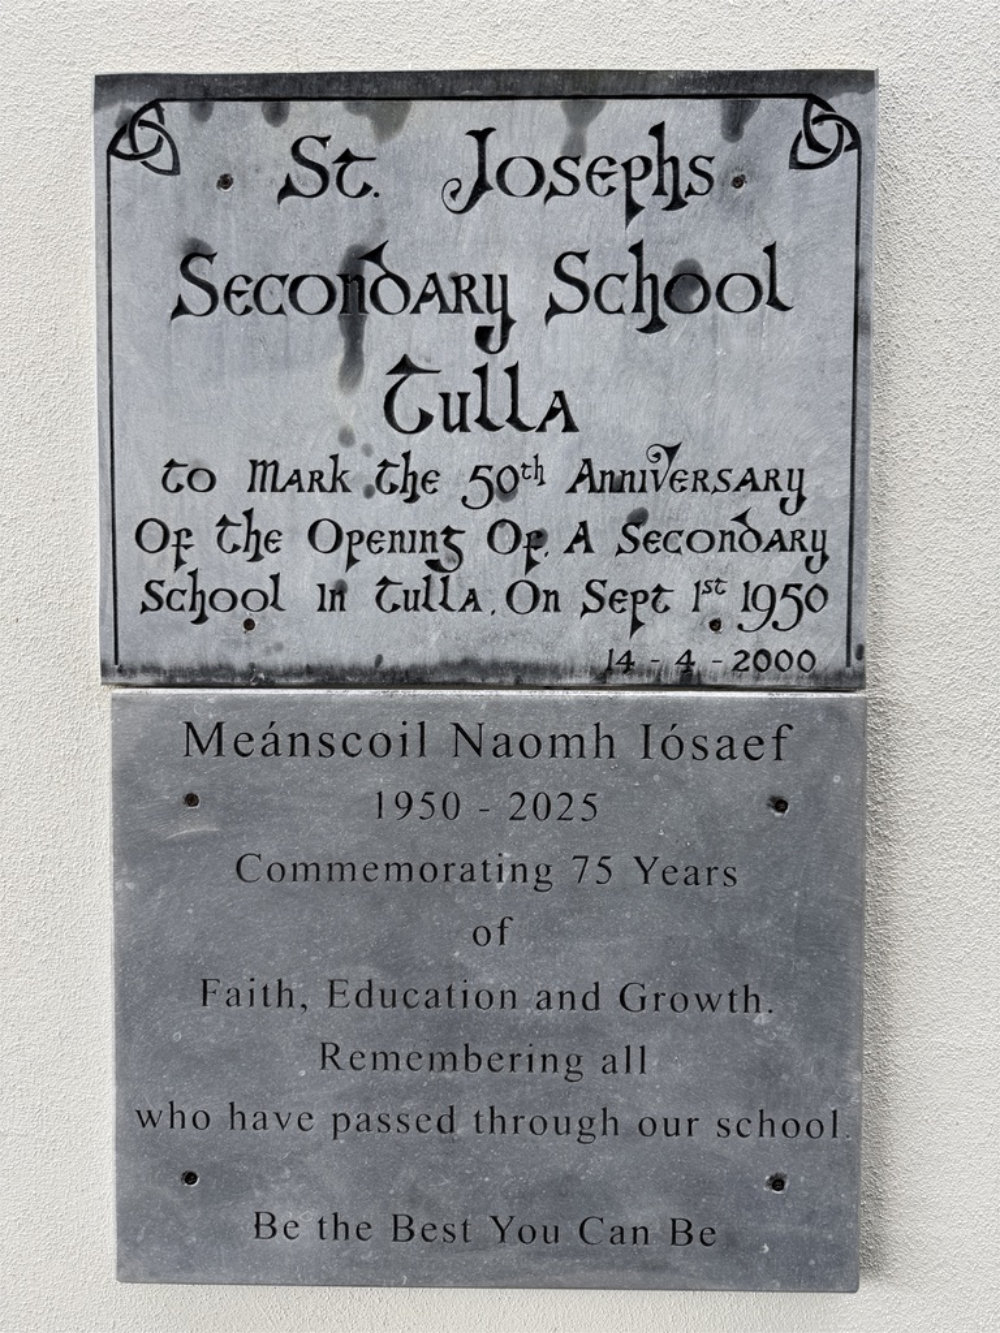 St. Josephs
Secondary School
Tulla
to Mark the 50th Anniversary
Of the Opening Of A Secondary
School In Tulla, On Sept 1st 1950
14 - 4 - 2000
Meánscoil Naomh Iósaef
1950 - 2025
Commemorating 75 Years
of
Faith, Education and Growth.
Remembering all
who have passed through our school.
Be the Best You Can Be